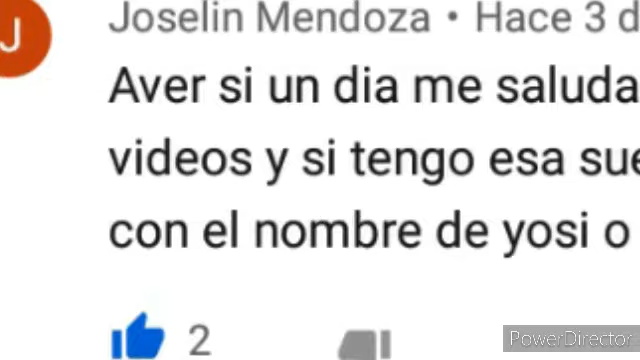 J
Joselin Mendoza • Hace 3 d
Aver si un dia me saluda
videos y si tengo esa sue
con el nombre de yosi o
2
PowerDirector